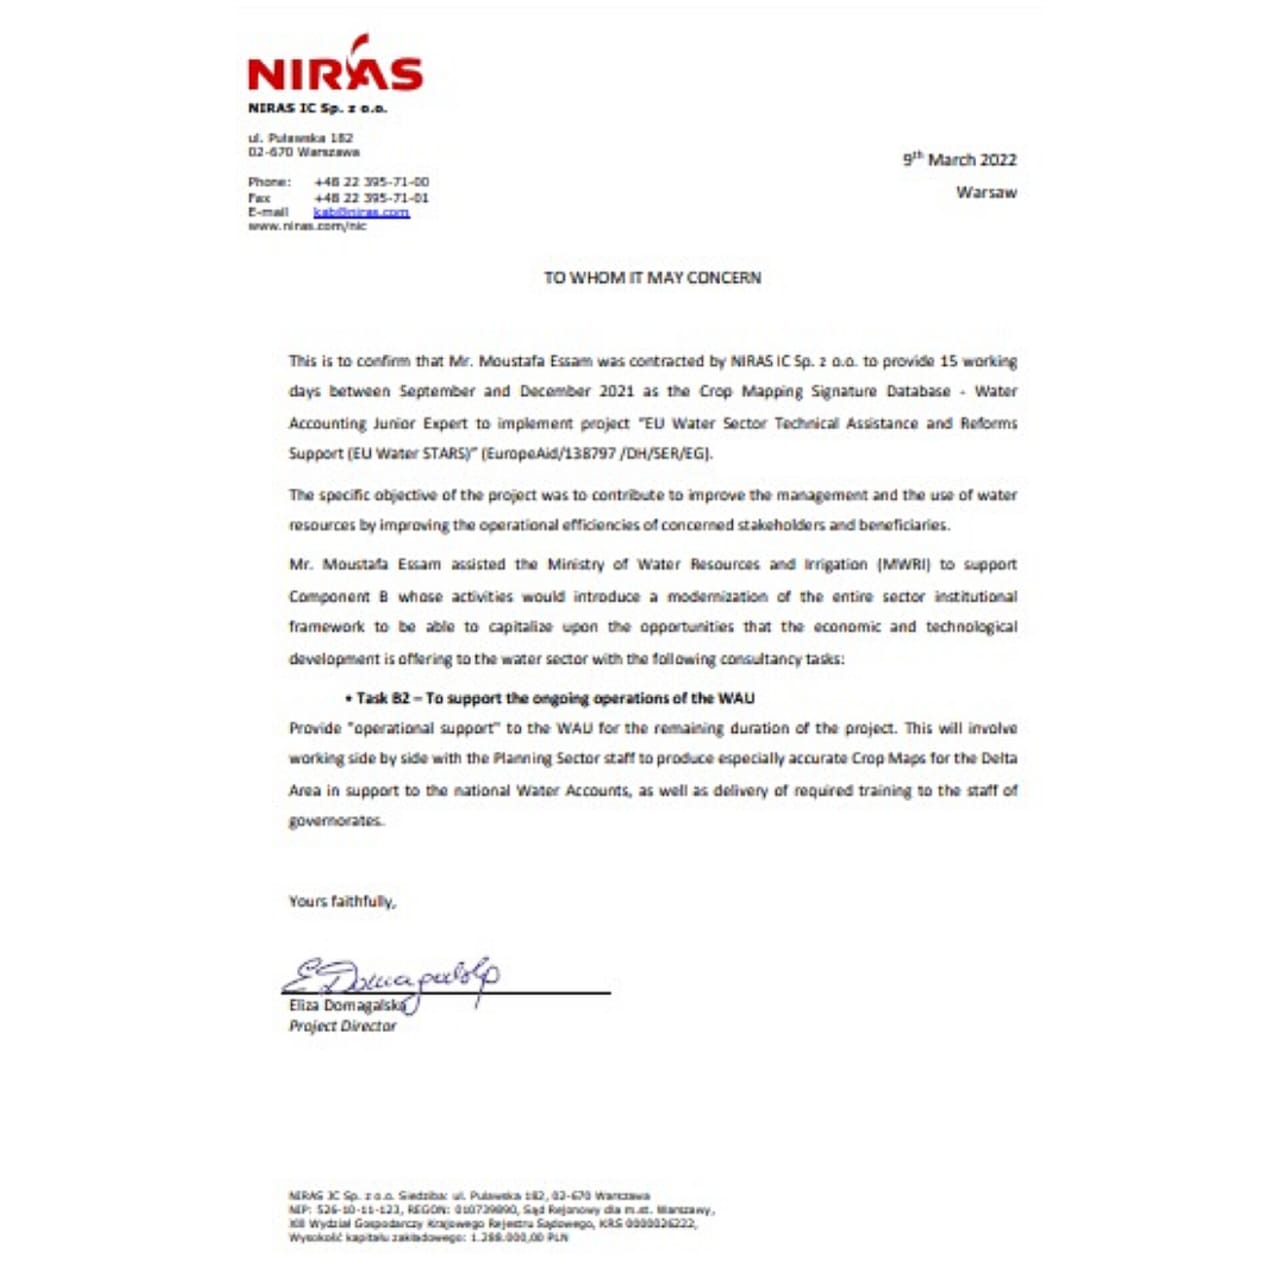 NIRAS
NIRAS IC Sp. z o.o.
ul. Puławska 182
02-670 Warszawa
Phone: +48 22 395-71-00
Fax +48 22 395-71-01
E-mail kab@niras.com
www.niras.com/nic
9th March 2022
Warsaw
TO WHOM IT MAY CONCERN
This is to confirm that Mr. Moustafa Essam was contracted by NIRAS IC Sp. z o.o. to provide 15 working
days between September and December 2021 as the Crop Mapping Signature Database - Water
Accounting Junior Expert to implement project "EU Water Sector Technical Assistance and Reforms
Support (EU Water STARS)" (EuropeAid/138797 /DH/SER/EG).
The specific objective of the project was to contribute to improve the management and the use of water
resources by improving the operational efficiencies of concerned stakeholders and beneficiaries.
Mr. Moustafa Essam assisted the Ministry of Water Resources and Irrigation (MWRI) to support
Component B whose activities would introduce a modernization of the entire sector institutional
framework to be able to capitalize upon the opportunities that the economic and technological
development is offering to the water sector with the following consultancy tasks:
• Task B2 – To support the ongoing operations of the WAU
Provide "operational support" to the WAU for the remaining duration of the project. This will involve
working side by side with the Planning Sector staff to produce especially accurate Crop Maps for the Delta
Area in support to the national Water Accounts, as well as delivery of required training to the staff of
governorates.
Yours faithfully,
E Domagalska
Eliza Domagalska
Project Director
NIRAS IC Sp. z o.o. Siedziba: ul. Puławska 182, 02-670 Warszawa
NIP: 526-10-11-123, REGON: 010739890, Sąd Rejonowy dla m.st. Warszawy,
XIII Wydział Gospodarczy Krajowego Rejestru Sądowego, KRS 0000026222,
Wysokość kapitału zakładowego: 1.288.000,00 PLN